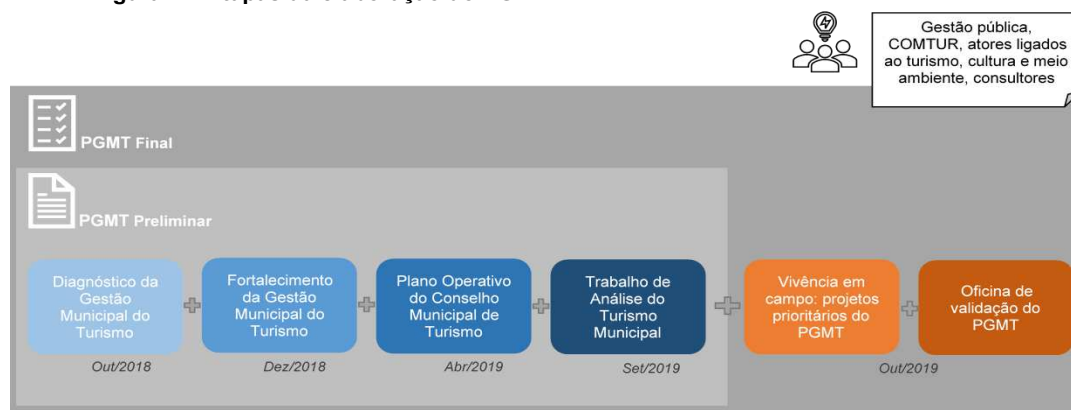 Gestão pública,
COMTUR, atores ligados
ao turismo, cultura e meio
ambiente, consultores
PGMT Final
PGMT Preliminar
Diagnóstico da
Gestão
Municipal do
Turismo
Fortalecimento
da Gestão
Municipal do
Turismo
Plano Operativo
do Conselho
Municipal de
Turismo
Trabalho de
Análise do
Turismo
Municipal
Vivência em
campo: projetos
prioritários do
PGMT
Oficina de
validação do
PGMT
Out/2018
Dez/2018
Abr/2019
Set/2019
Out/2019